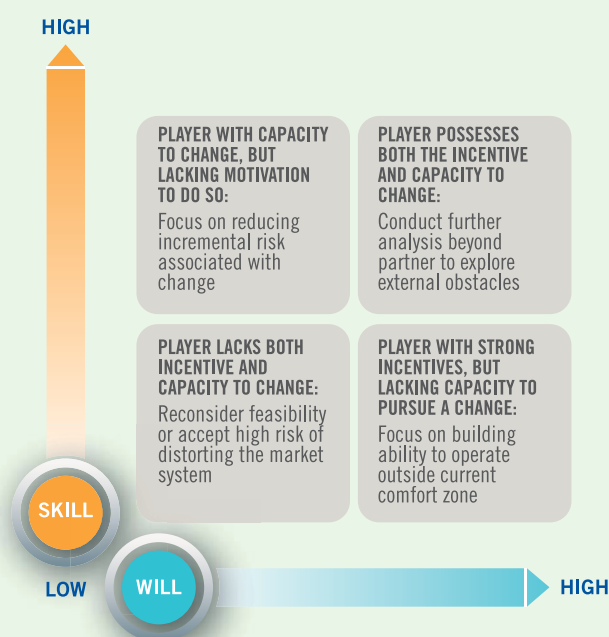 HIGH
PLAYER WITH CAPACITY
TO CHANGE, BUT
LACKING MOTIVATION
TO DO SO:
Focus on reducing
incremental risk
associated with
change
PLAYER POSSESSES
BOTH THE INCENTIVE
AND CAPACITY TO
CHANGE:
Conduct further
analysis beyond
partner to explore
external obstacles
PLAYER LACKS BOTH
INCENTIVE AND
CAPACITY TO CHANGE:
Reconsider feasibility
or accept high risk of
distorting the market
system
PLAYER WITH STRONG
INCENTIVES, BUT
LACKING CAPACITY TO
PURSUE A CHANGE:
Focus on building
ability to operate
outside current
comfort zone
SKILL
LOW
WILL
HIGH